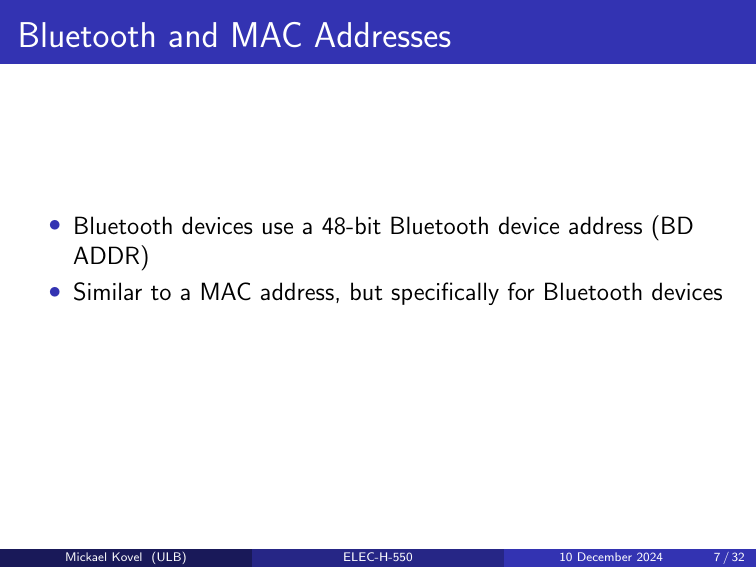 Bluetooth and MAC Addresses
• Bluetooth devices use a 48-bit Bluetooth device address (BD
ADDR)
• Similar to a MAC address, but specifically for Bluetooth devices
Mickael Kovel (ULB) ELEC-H-550 10 December 2024 7 / 32